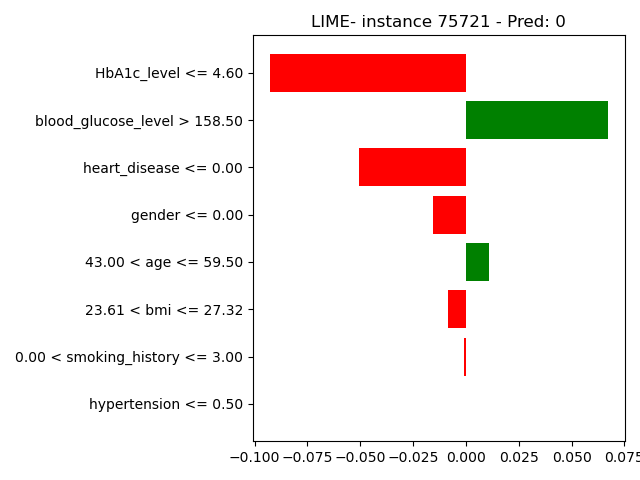 LIME- instance 75721 - Pred: 0
HbA1c_level <= 4.60
blood_glucose_level > 158.50
heart_disease <= 0.00
gender <= 0.00
43.00 < age <= 59.50
23.61 < bmi <= 27.32
0.00 < smoking_history <= 3.00
hypertension <= 0.50
−0.100 −0.075 −0.050 −0.025 0.000 0.025 0.050 0.075